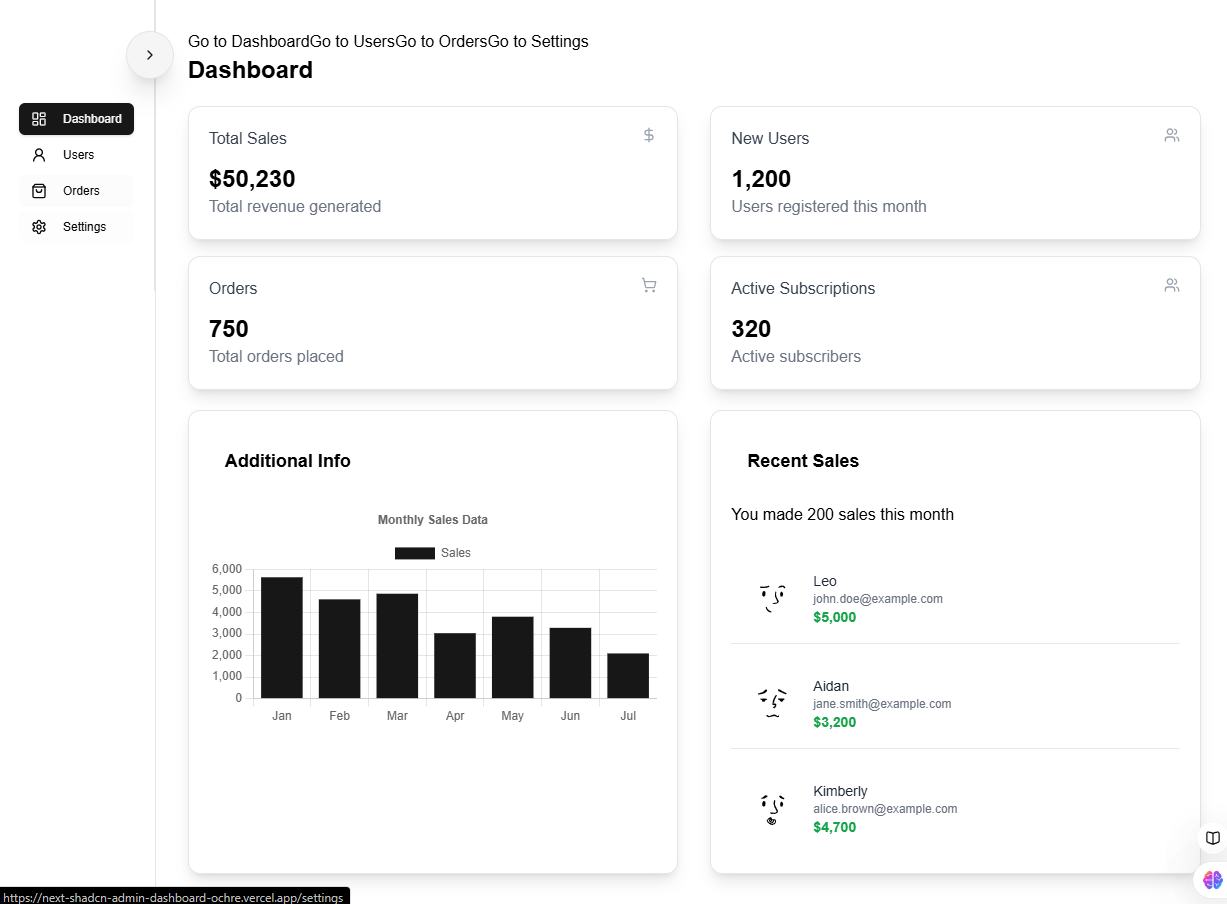 Go to DashboardGo to UsersGo to OrdersGo to Settings
Dashboard
Dashboard
Users
Orders
Settings
Total Sales
$50,230
Total revenue generated
New Users
1,200
Users registered this month
Orders
750
Total orders placed
Active Subscriptions
320
Active subscribers
Additional Info
Monthly Sales Data
Sales
6,000
5,000
4,000
3,000
2,000
1,000
0
Jan Feb Mar Apr May Jun Jul
Recent Sales
You made 200 sales this month
Leo
john.doe@example.com
$5,000
Aidan
jane.smith@example.com
$3,200
Kimberly
alice.brown@example.com
$4,700
https://next-shadcn-admin-dashboard-ochre.vercel.app/settings